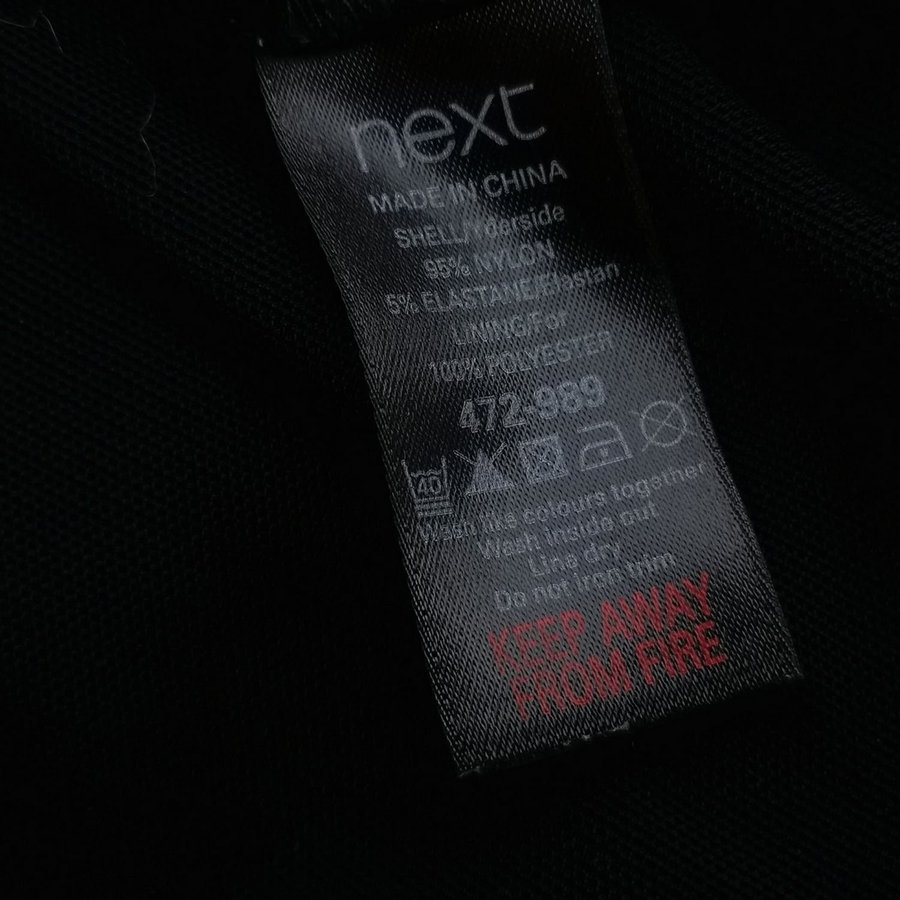 next
MADE IN CHINA
SHELL/Yderside
95% NYLON
5% ELASTANE/Elastan
LINING/For
100% POLYESTER
472-989
40
Wash like colours together
Wash inside out
Line dry
Do not iron trim
KEEP AWAY
FROM FIRE